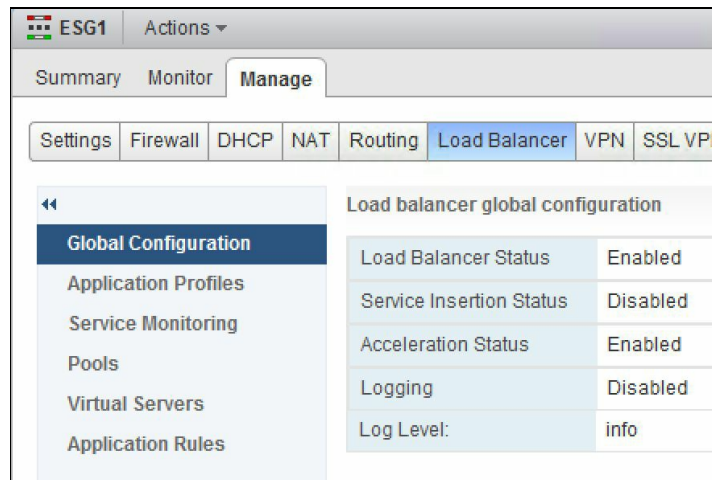 ESG1 Actions
Summary Monitor Manage
Settings Firewall DHCP NAT Routing Load Balancer VPN SSL VP
Load balancer global configuration
Global Configuration
Application Profiles
Service Monitoring
Pools
Virtual Servers
Application Rules
Load Balancer Status Enabled
Service Insertion Status Disabled
Acceleration Status Enabled
Logging Disabled
Log Level: info